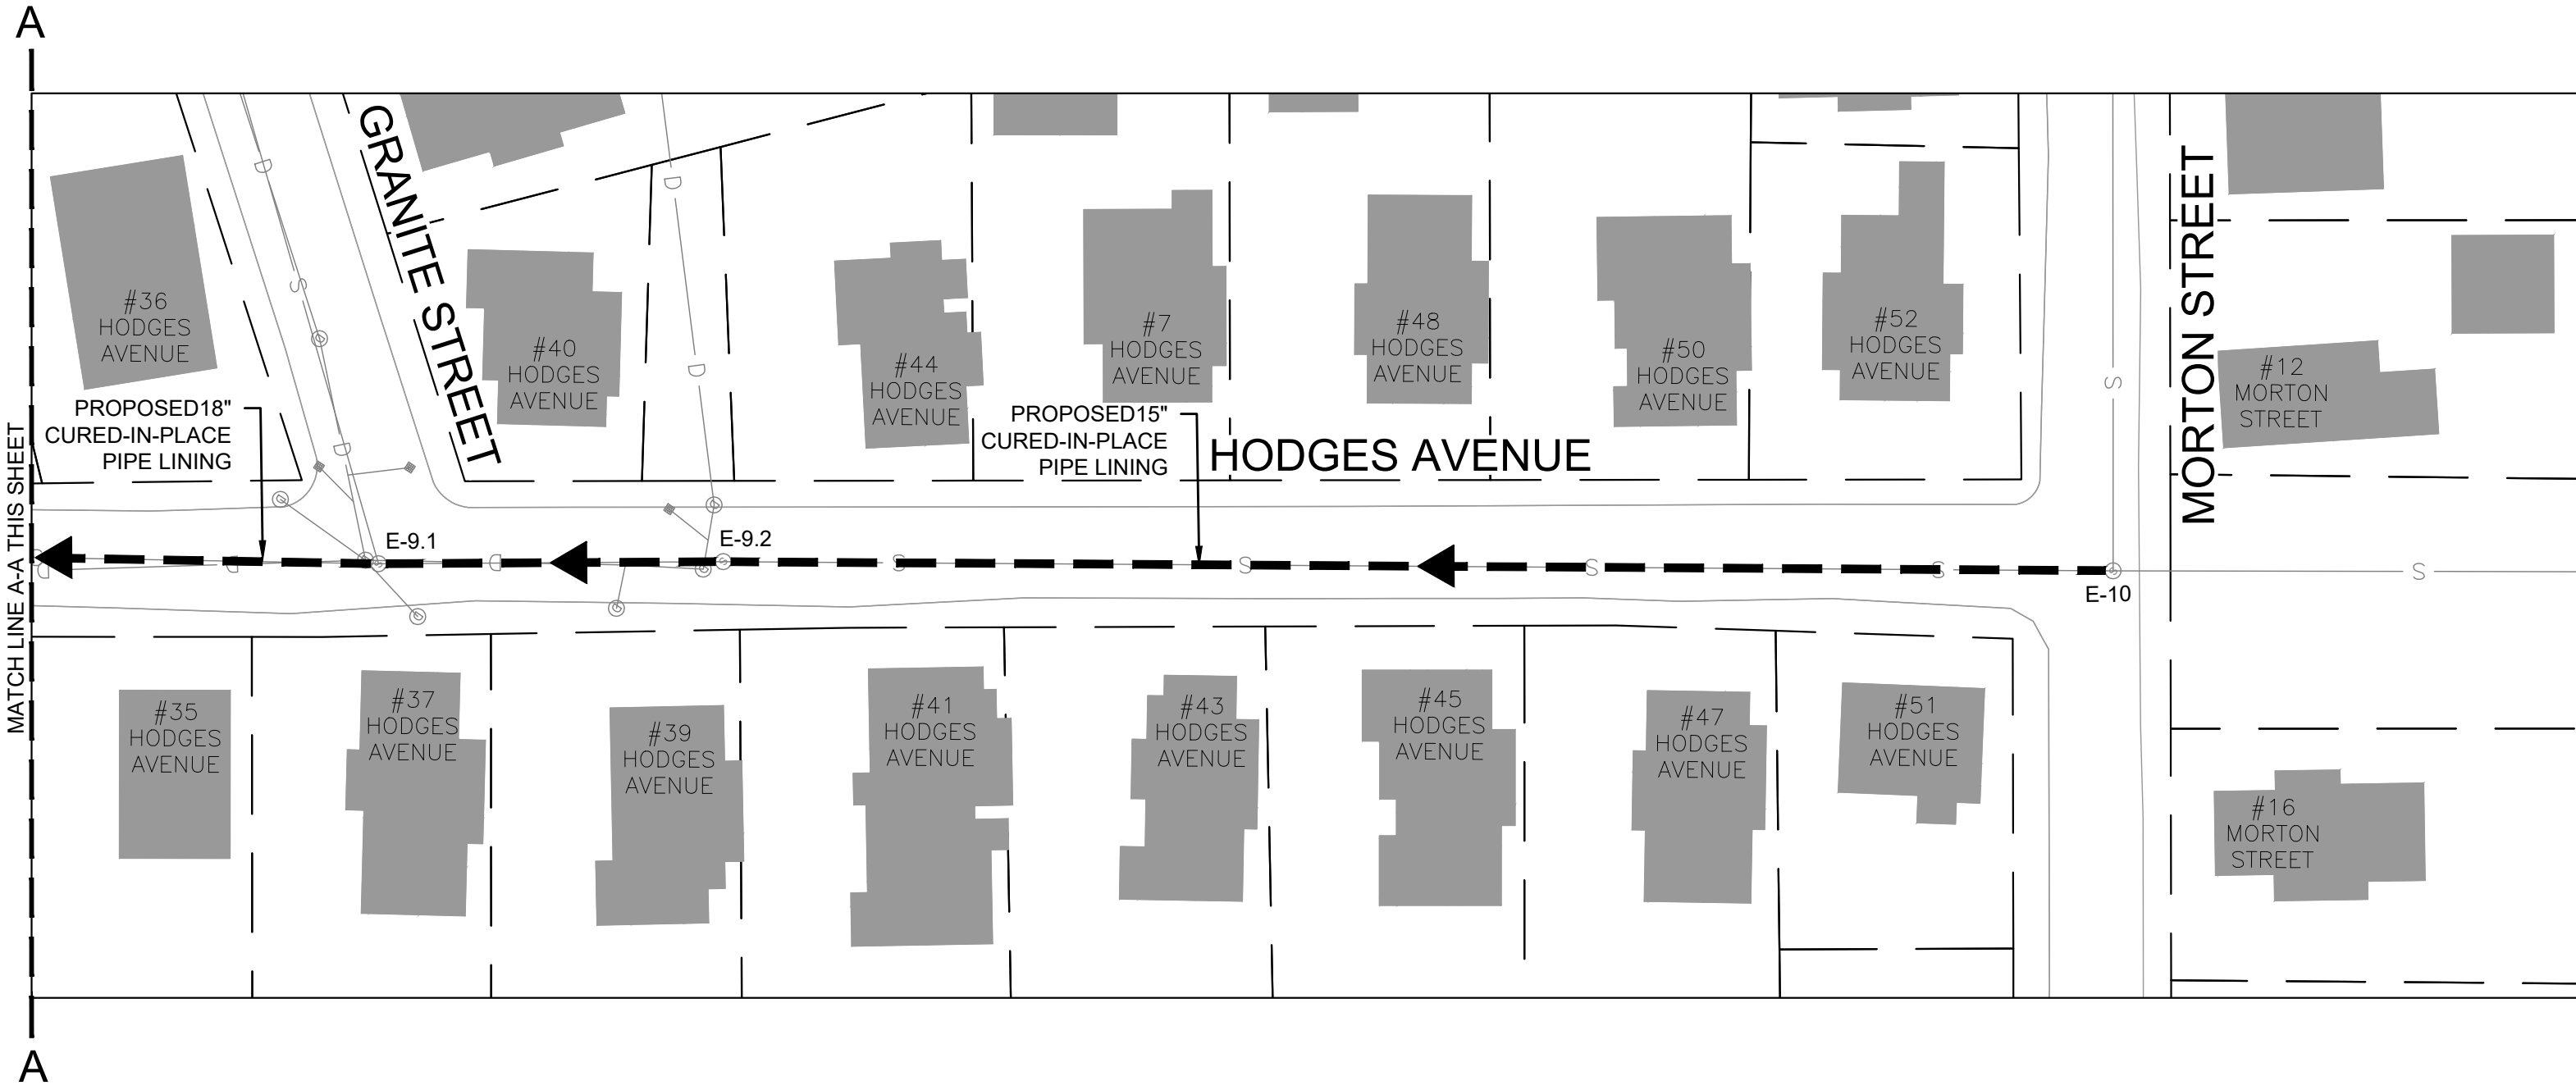 A
GRANITE STREET
MORTON STREET
#36
HODGES
AVENUE
#40
HODGES
AVENUE
#44
HODGES
AVENUE
#7
HODGES
AVENUE
#48
HODGES
AVENUE
#50
HODGES
AVENUE
#52
HODGES
AVENUE
#12
MORTON
STREET
PROPOSED18"
CURED-IN-PLACE
PIPE LINING
PROPOSED15"
CURED-IN-PLACE
PIPE LINING
HODGES AVENUE
MATCH LINE A-A THIS SHEET
D
S
D
D
D
S
E-9.1
E-9.2
D
D
D
S
S
S
S
S
E-10
#35
HODGES
AVENUE
#37
HODGES
AVENUE
#39
HODGES
AVENUE
#41
HODGES
AVENUE
#43
HODGES
AVENUE
#45
HODGES
AVENUE
#47
HODGES
AVENUE
#51
HODGES
AVENUE
#16
MORTON
STREET
A